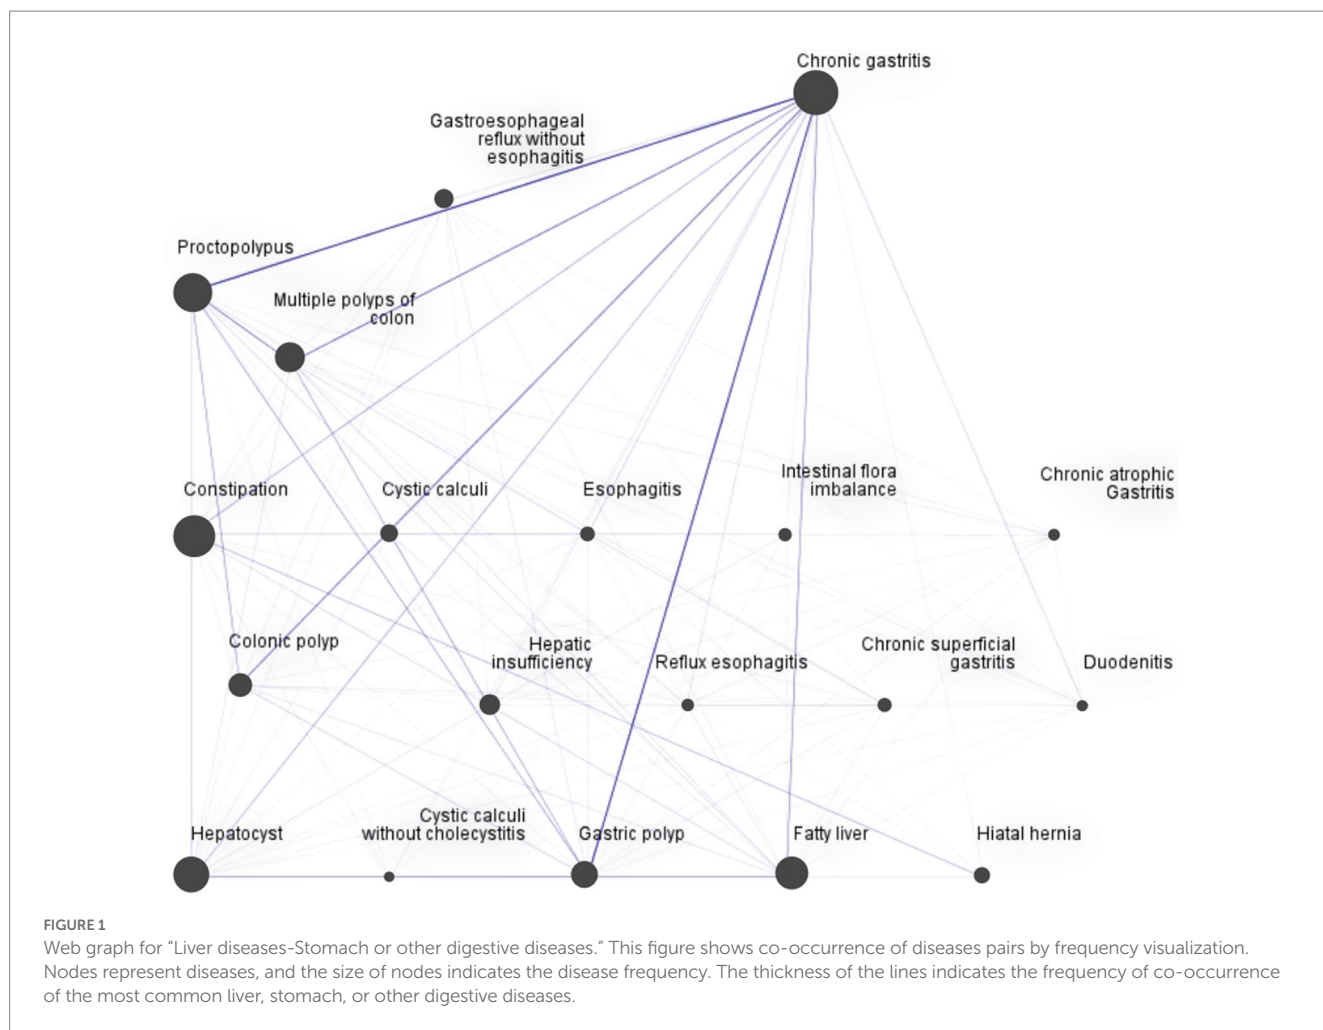 Chronic gastritis
Gastroesophageal
reflux without
esophagitis
Proctopolypus
Multiple polyps of
colon
Constipation
Cystic calculi
Esophagitis
Intestinal flora
imbalance
Chronic atrophic
Gastritis
Colonic polyp
Hepatic
insufficiency
Reflux esophagitis
Chronic superficial
gastritis
Duodenitis
Hepatocyst
Cystic calculi
without cholecystitis
Gastric polyp
Fatty liver
Hiatal hernia
FIGURE 1
Web graph for “Liver diseases-Stomach or other digestive diseases.” This figure shows co-occurrence of diseases pairs by frequency visualization.
Nodes represent diseases, and the size of nodes indicates the disease frequency. The thickness of the lines indicates the frequency of co-occurrence
of the most common liver, stomach, or other digestive diseases.